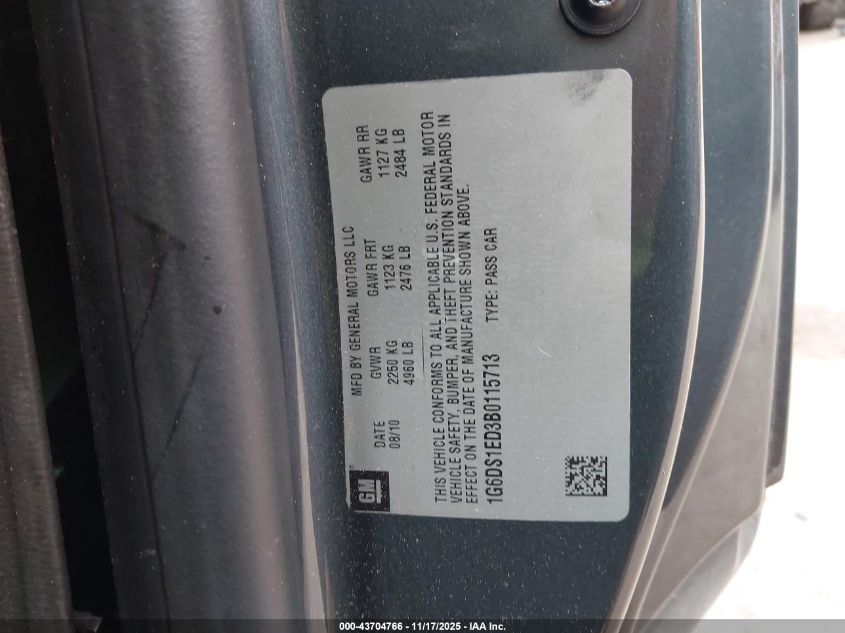 GM
MFD BY GENERAL MOTORS LLC
DATE GVWR GAWR FRT GAWR RR
08/10 2250 KG 1123 KG 1127 KG
4960 LB 2476 LB 2484 LB
THIS VEHICLE CONFORMS TO ALL APPLICABLE U.S. FEDERAL MOTOR
VEHICLE SAFETY, BUMPER, AND THEFT PREVENTION STANDARDS IN
EFFECT ON THE DATE OF MANUFACTURE SHOWN ABOVE.
1G6DS1ED3B0115713 TYPE: PASS CAR
000-43704766 - 11/17/2025 - IAA Inc.